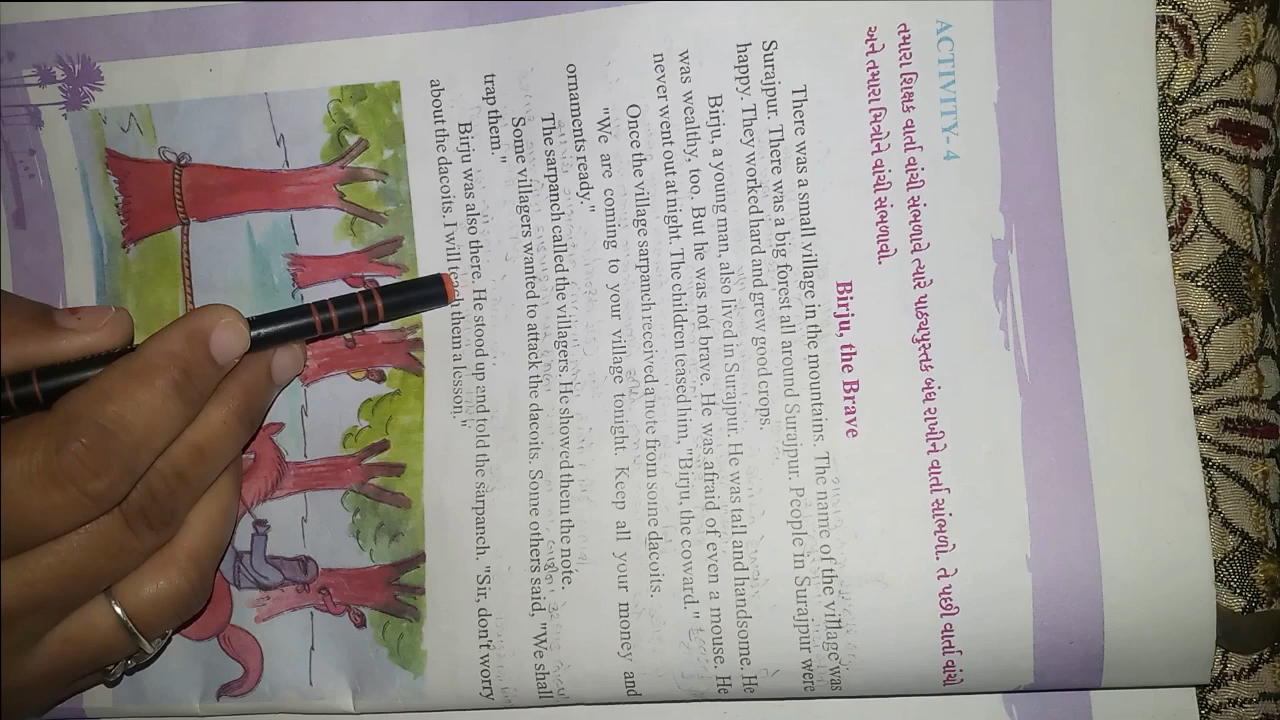 ACTIVITY- 4
તમારા શિક્ષક વાર્તા વાંચી સંભળાવે ત્યારે પાઠ્યપુસ્તક બંધ રાખીને વાર્તા સાંભળો. તે પછી વાર્તા વાંચો
અને તમારા મિત્રોને વાંચી સંભળાવો.
Birju, the Brave
There was a small village in the mountains. The name of the village was
Surajpur. There was a big forest all around Surajpur. People in Surajpur were
happy. They worked hard and grew good crops.
Birju, a young man, also lived in Surajpur. He was tall and handsome. He
was wealthy, too. But he was not brave. He was afraid of even a mouse. He
never went out at night. The children teased him, "Birju, the coward."
Once the village sarpanch received a note from some dacoits.
"We are coming to your village tonight. Keep all your money and
ornaments ready."
The sarpanch called the villagers. He showed them the note.
Some villagers wanted to attack the dacoits. Some others said, "We shall
trap them."
Birju was also there. He stood up and told the sarpanch. "Sir, don't worry
about the dacoits. I will teach them a lesson."